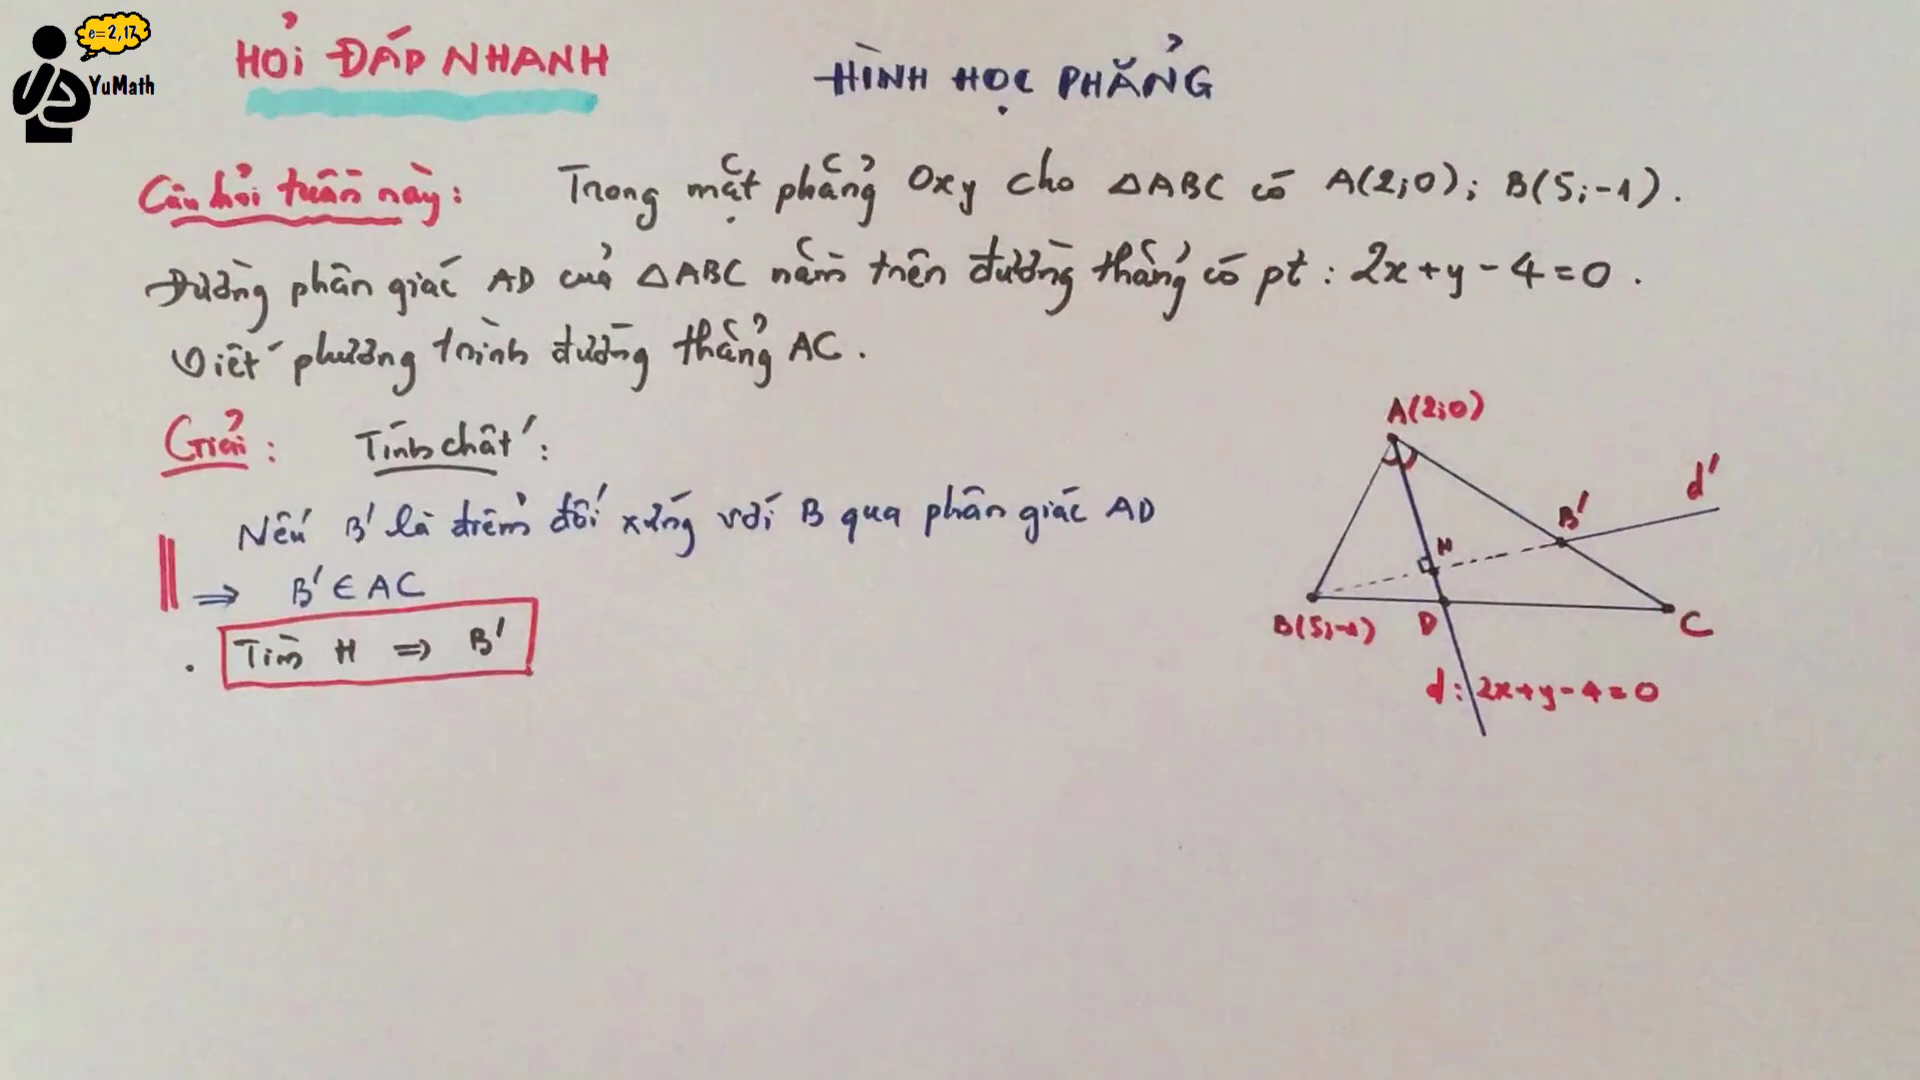 e=2,17
YuMath
HỎI ĐÁP NHANH
HÌNH HỌC PHẲNG
Câu hỏi tuần này: Trong mặt phẳng Oxy cho △ABC có A(2;0); B(5;-1).
Đường phân giác AD của △ABC nằm trên đường thẳng có pt: 2x+y-4=0.
Viết phương trình đường thẳng AC.
Giải: Tính chất:
Nếu B' là điểm đối xứng với B qua phân giác AD
⇒ B' ∈ AC
. Tìm H ⇒ B'
A(2;0)
d'
B'
H
B(5;-1)
D
C
d: 2x+y-4=0